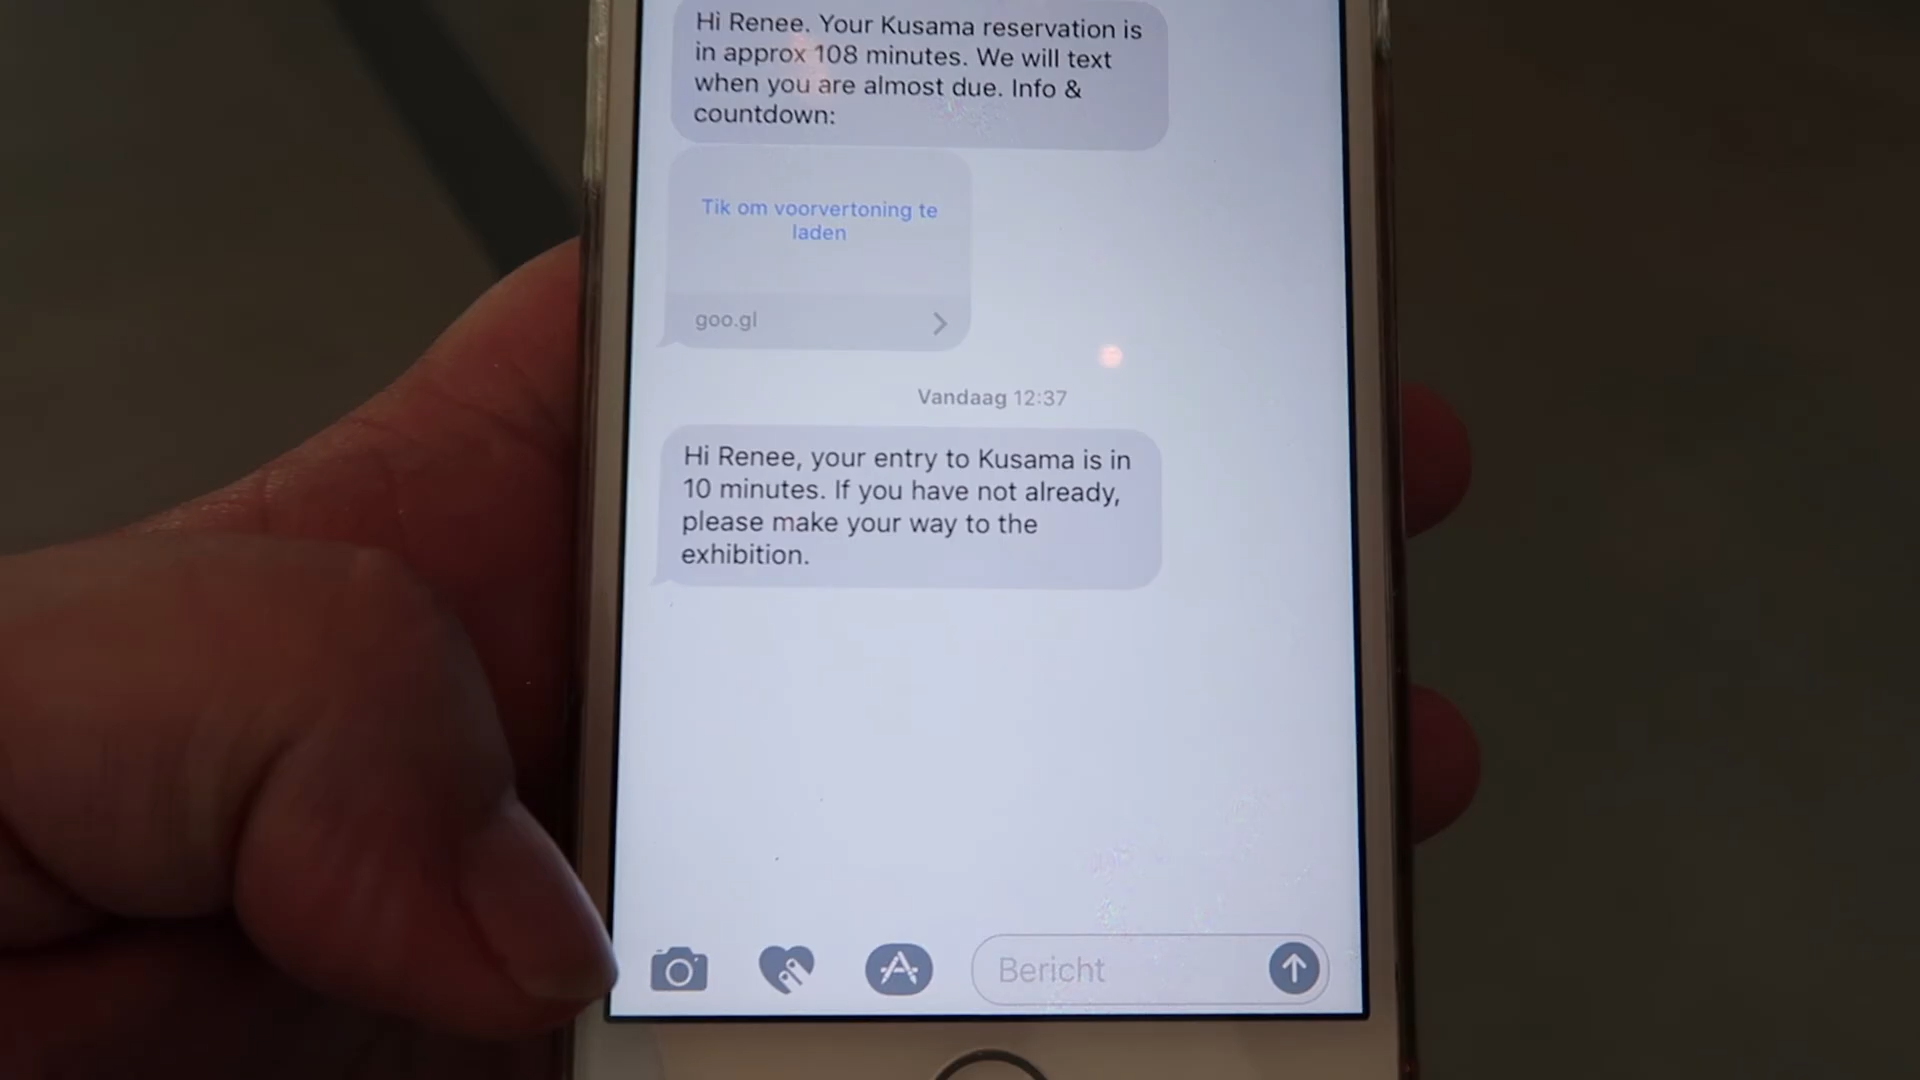 Hi Renee. Your Kusama reservation is
in approx 108 minutes. We will text
when you are almost due. Info &
countdown:
Tik om voorvertoning te
laden
goo.gl
Vandaag 12:37
Hi Renee, your entry to Kusama is in
10 minutes. If you have not already,
please make your way to the
exhibition.
Bericht